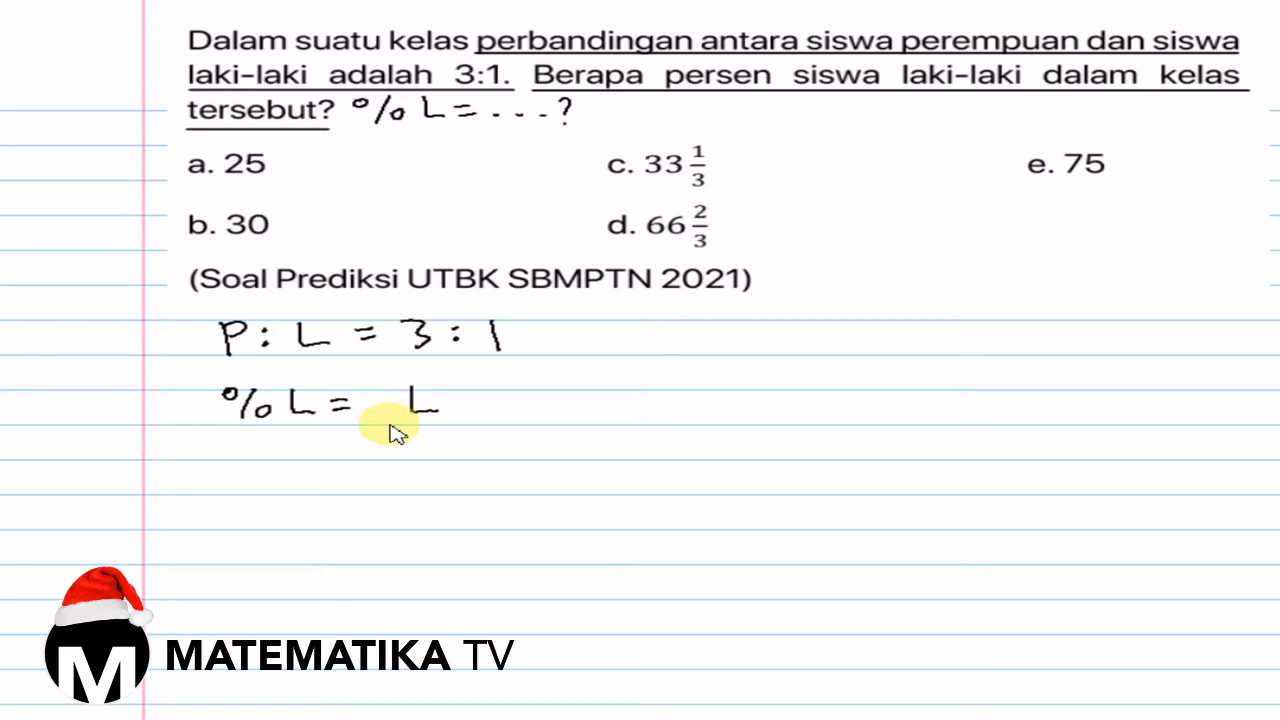 Dalam suatu kelas perbandingan antara siswa perempuan dan siswa
laki-laki adalah 3:1. Berapa persen siswa laki-laki dalam kelas
tersebut? % L = ...?
a. 25 c. 33 1/3 e. 75
b. 30 d. 66 2/3
(Soal Prediksi UTBK SBMPTN 2021)
P : L = 3 : 1
% L = L
M MATEMATIKA TV